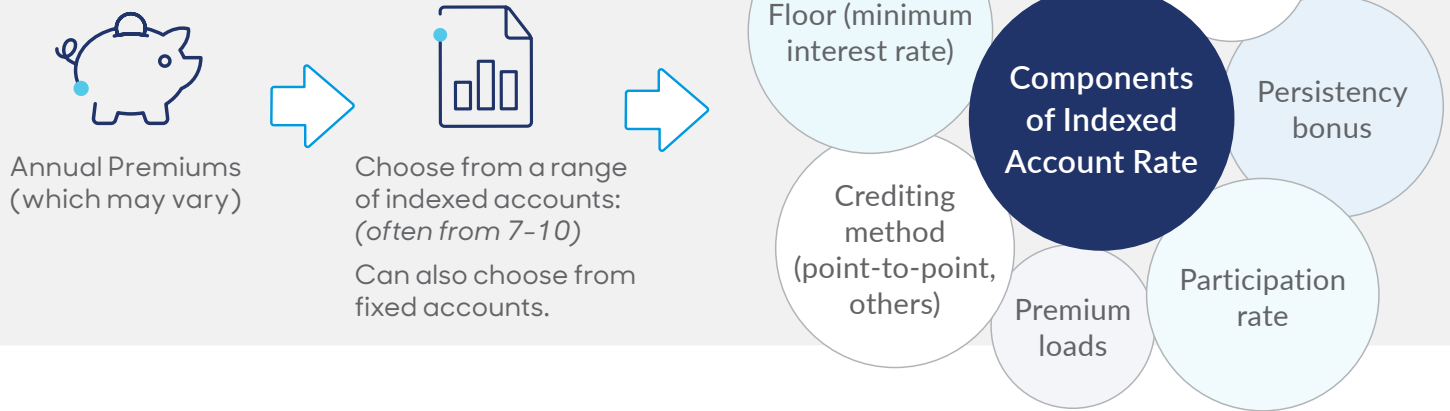 Annual Premiums
(which may vary)
Choose from a range
of indexed accounts:
(often from 7-10)
Can also choose from
fixed accounts.
Floor (minimum
interest rate)
Components
of Indexed
Account Rate
Persistency
bonus
Crediting
method
(point-to-point,
others)
Premium
loads
Participation
rate